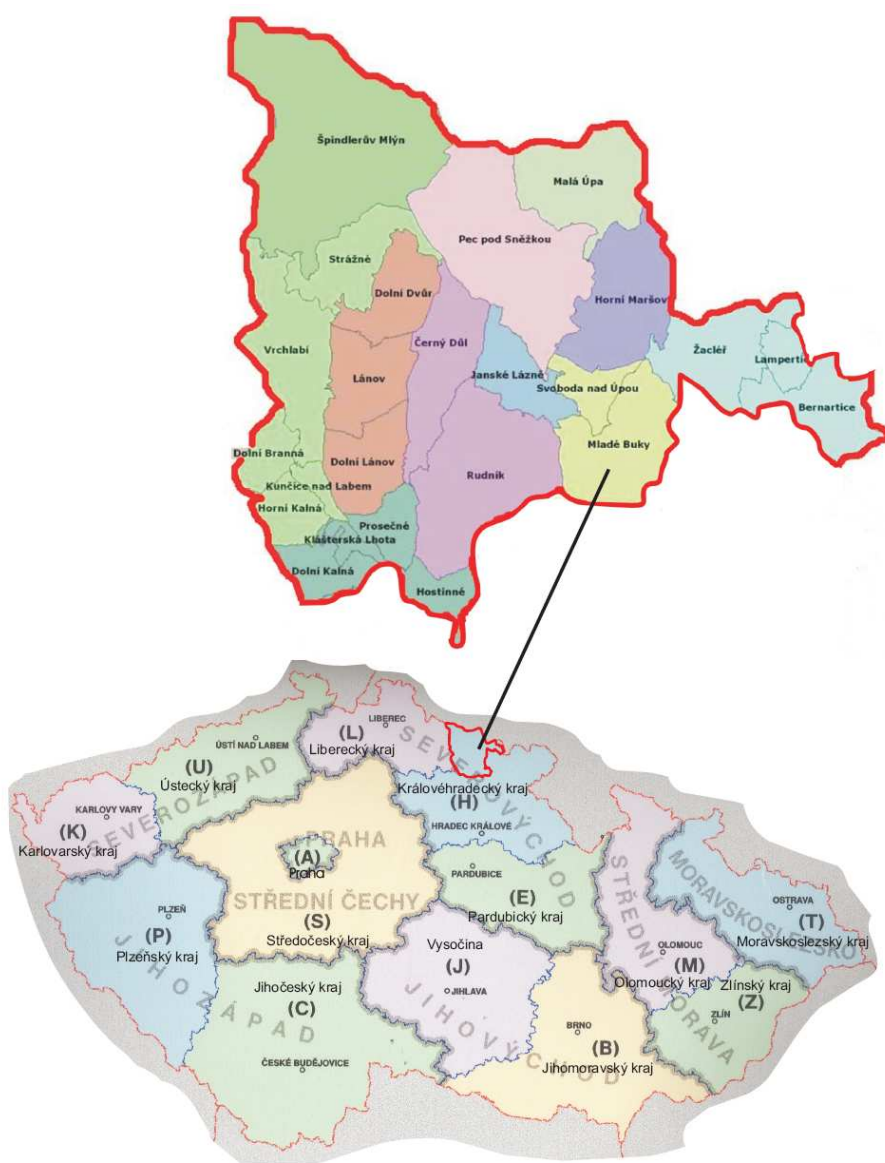 Špindlerův Mlýn
Malá Úpa
Pec pod Sněžkou
Strážné
Dolní Dvůr
Horní Maršov
Vrchlabí
Černý Důl
Žacléř
Lampertic
Lánov
Janské Lázně
Svoboda nad Úpou
Bernartice
Mladé Buky
Dolní Branná
Dolní Lánov
Rudník
Kunčice nad Labem
Horní Kalná
Prosečné
Klášterská Lhota
Dolní Kalná
Hostinné
LIBEREC
(L)
Liberecký kraj
ÚSTÍ NAD LABEM
(U)
Ústecký kraj
SEVEROZÁPAD
SEVEROVÝCHOD
KARLOVY VARY
(K)
Karlovarský kraj
Královéhradecký kraj
(H)
HRADEC KRÁLOVÉ
PRAHA
(A)
Praha
STŘEDNÍ ČECHY
(S)
Středočeský kraj
PARDUBICE
(E)
Pardubický kraj
PLZEŇ
(P)
Plzeňský kraj
JIHOZÁPAD
Jihočeský kraj
(C)
ČESKÉ BUDĚJOVICE
Vysočina
(J)
JIHLAVA
JIHOVÝCHOD
BRNO
(B)
Jihomoravský kraj
STŘEDNÍ MORAVA
OLOMOUC
(M)
Olomoucký kraj
MORAVSKOSLEZSKO
OSTRAVA
(T)
Moravskoslezský kraj
Zlínský kraj
(Z)
ZLÍN